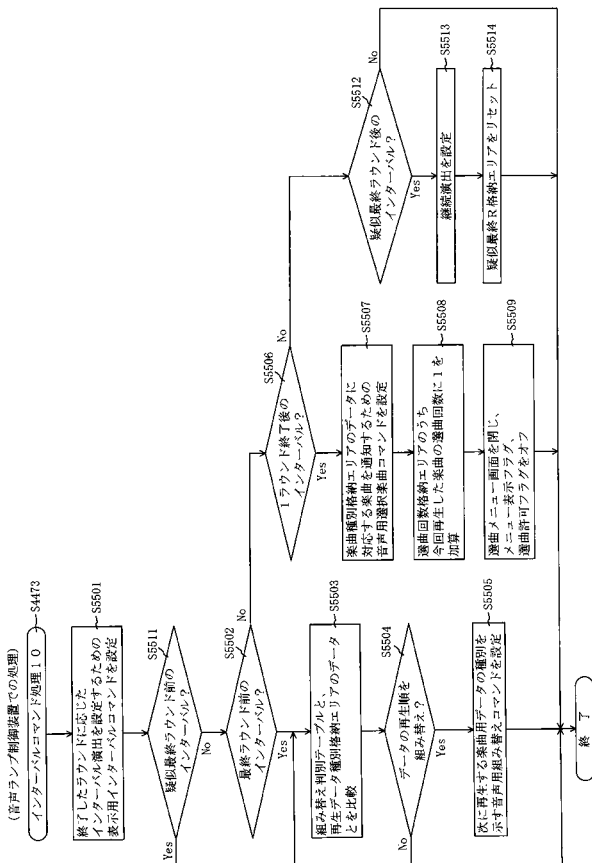 (音声ランプ制御装置での処理)
インターバルコマンド処理１０
S4473
終了したラウンドに応じた
インターバル演出を設定するための
表示用インターバルコマンドを設定
S5501
疑似最終ラウンド前の
インターバル？
S5511
Yes
No
最終ラウンド前の
インターバル？
S5502
No
Yes
組み替え判別テーブルと、
再生データ種別格納エリアのデータ
とを比較
S5503
データの再生順を
組み替え？
S5504
No
Yes
次に再生する楽曲用データの種別を
示す音声用組み替えコマンドを設定
S5505
１ラウンド終了後の
インターバル？
S5506
No
Yes
楽曲種別格納エリアのデータに
対応する楽曲を通知するための
音声用選択楽曲コマンドを設定
S5507
選曲回数格納エリアのうち
今回再生した楽曲の選曲回数に１を
加算
S5508
選曲メニュー画面を閉じ、
メニュー表示フラグ、
選曲許可フラグをオフ
S5509
疑似最終ラウンド後の
インターバル？
S5512
No
Yes
継続演出を設定
S5513
疑似最終Ｒ格納エリアをリセット
S5514
終了